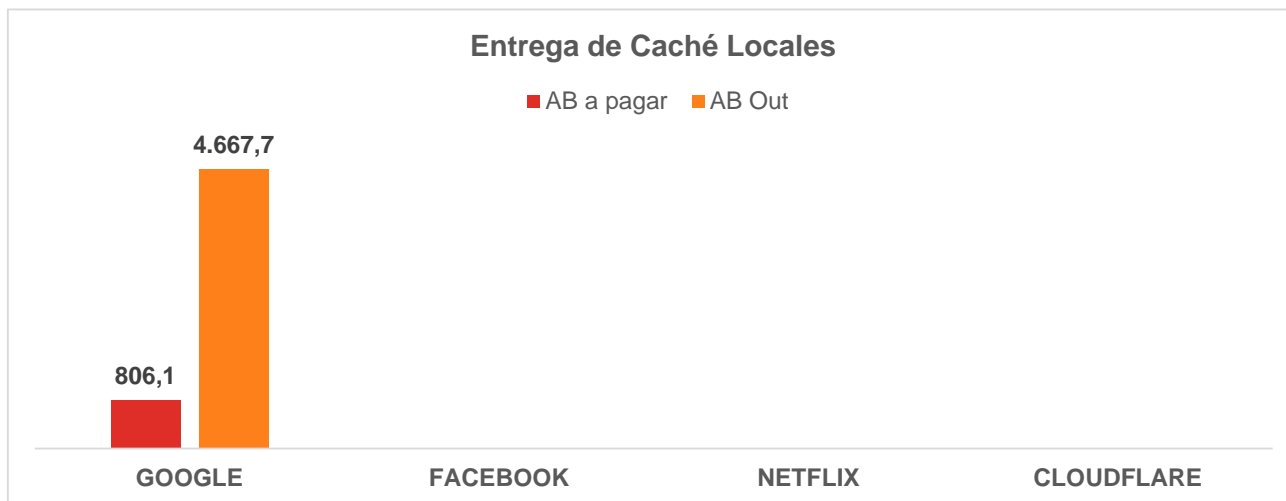 Entrega de Caché Locales
AB a pagar AB Out
4.667,7
806,1
GOOGLE FACEBOOK NETFLIX CLOUDFLARE